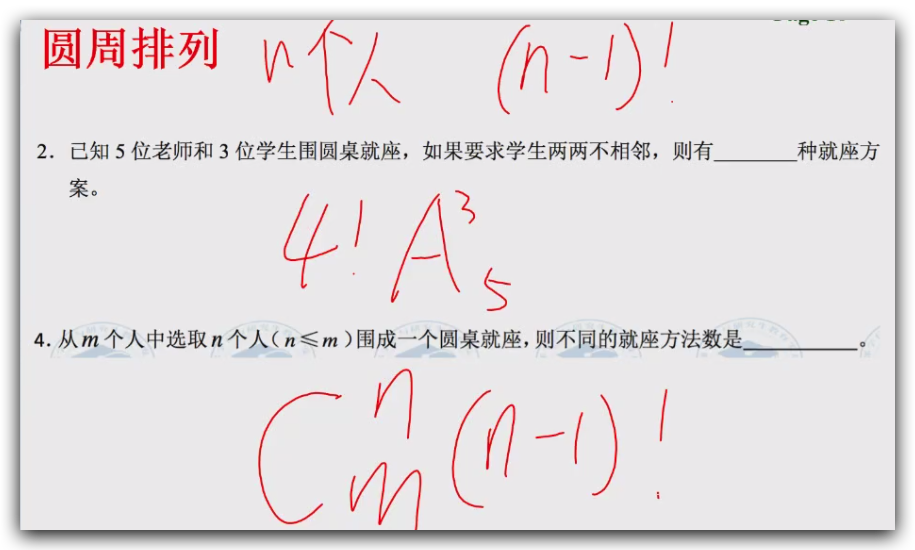 圆周排列 n个人 (n-1)!
2. 已知 5 位老师和 3 位学生围圆桌就座，如果要求学生两两不相邻，则有________种就座方
案。
4! A³₅
4. 从 m 个人中选取 n 个人（n≤m）围成一个圆桌就座，则不同的就座方法数是__________。
Cⁿₘ(n-1)!